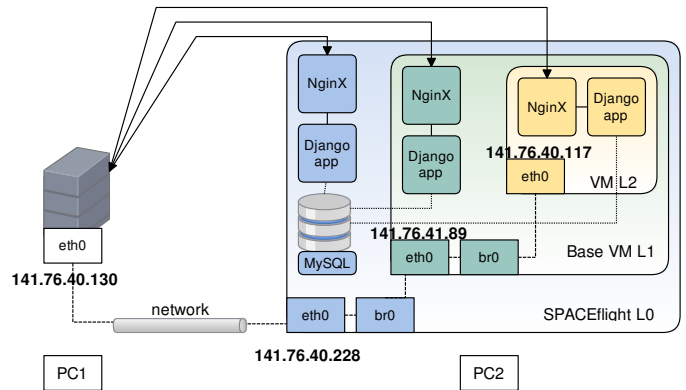 NginX
NginX
NginX
Django
app
Django
app
Django
app
141.76.40.117
eth0
VM L2
141.76.41.89
MySQL
eth0
br0
Base VM L1
eth0
141.76.40.130
network
eth0
br0
SPACEflight L0
141.76.40.228
PC1
PC2